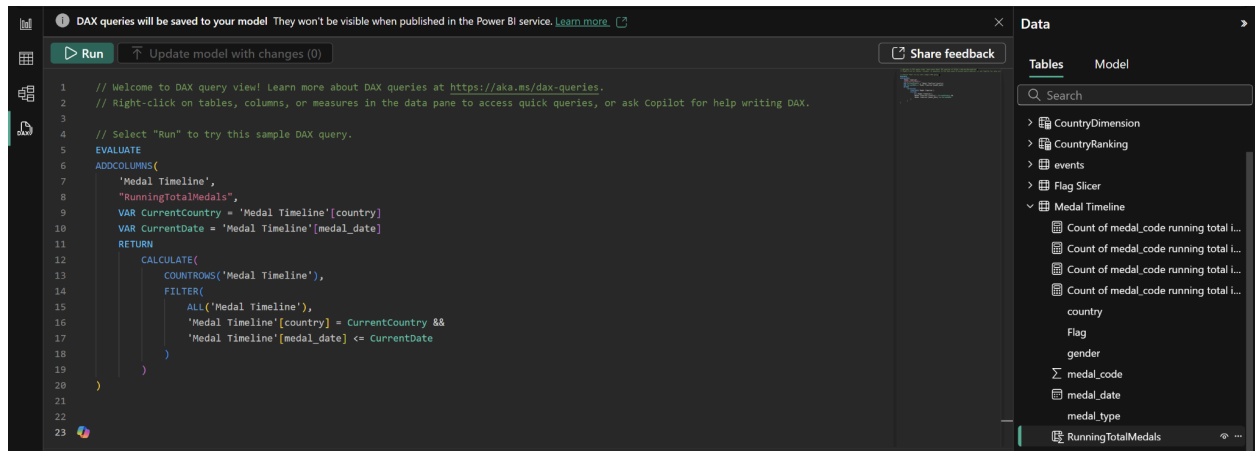 DAX queries will be saved to your model They won't be visible when published in the Power BI service. Learn more
Run
Update model with changes (0)
Share feedback
1 // Welcome to DAX query view! Learn more about DAX queries at https://aka.ms/dax-queries.
2 // Right-click on tables, columns, or measures in the data pane to access quick queries, or ask Copilot for help writing DAX.
3
4 // Select "Run" to try this sample DAX query.
5 EVALUATE
6 ADDCOLUMNS(
7 'Medal Timeline',
8 "RunningTotalMedals",
9 VAR CurrentCountry = 'Medal Timeline'[country]
10 VAR CurrentDate = 'Medal Timeline'[medal_date]
11 RETURN
12 CALCULATE(
13 COUNTROWS('Medal Timeline'),
14 FILTER(
15 ALL('Medal Timeline'),
16 'Medal Timeline'[country] = CurrentCountry &&
17 'Medal Timeline'[medal_date] <= CurrentDate
18 )
19 )
20 )
21
22
23
Data
Tables Model
Search
CountryDimension
CountryRanking
events
Flag Slicer
Medal Timeline
Count of medal_code running total i...
Count of medal_code running total i...
Count of medal_code running total i...
Count of medal_code running total i...
country
Flag
gender
medal_code
medal_date
medal_type
RunningTotalMedals
DAX